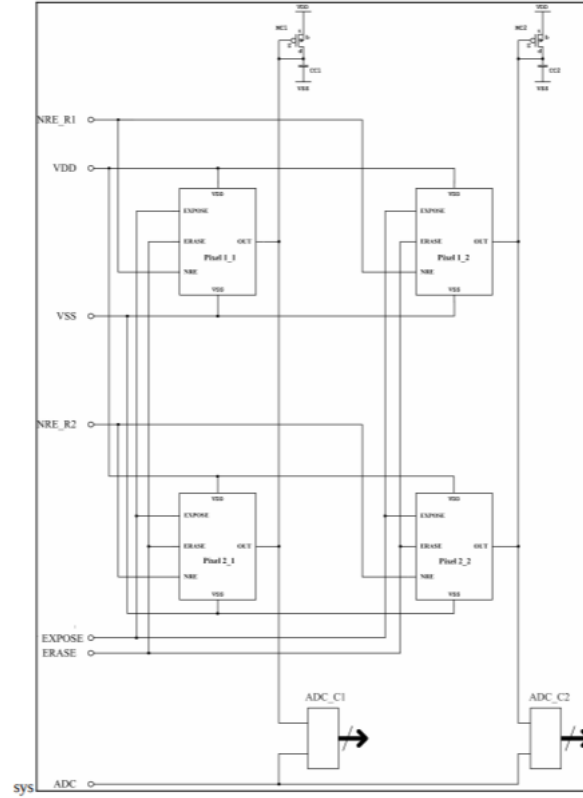 VDD VDD
MC1 MC2
CC1 CC2
VSS VSS
NRE_R1
VDD
VSS VSS
EXPOSE EXPOSE
ERASE OUT ERASE OUT
Pixel 1_1 Pixel 1_2
NRE NRE
VSS VSS
VSS
NRE_R2
VDD VDD
EXPOSE EXPOSE
ERASE OUT ERASE OUT
Pixel 2_1 Pixel 2_2
NRE NRE
VSS VSS
EXPOSE
ERASE
ADC_C1 ADC_C2
ADC
sys